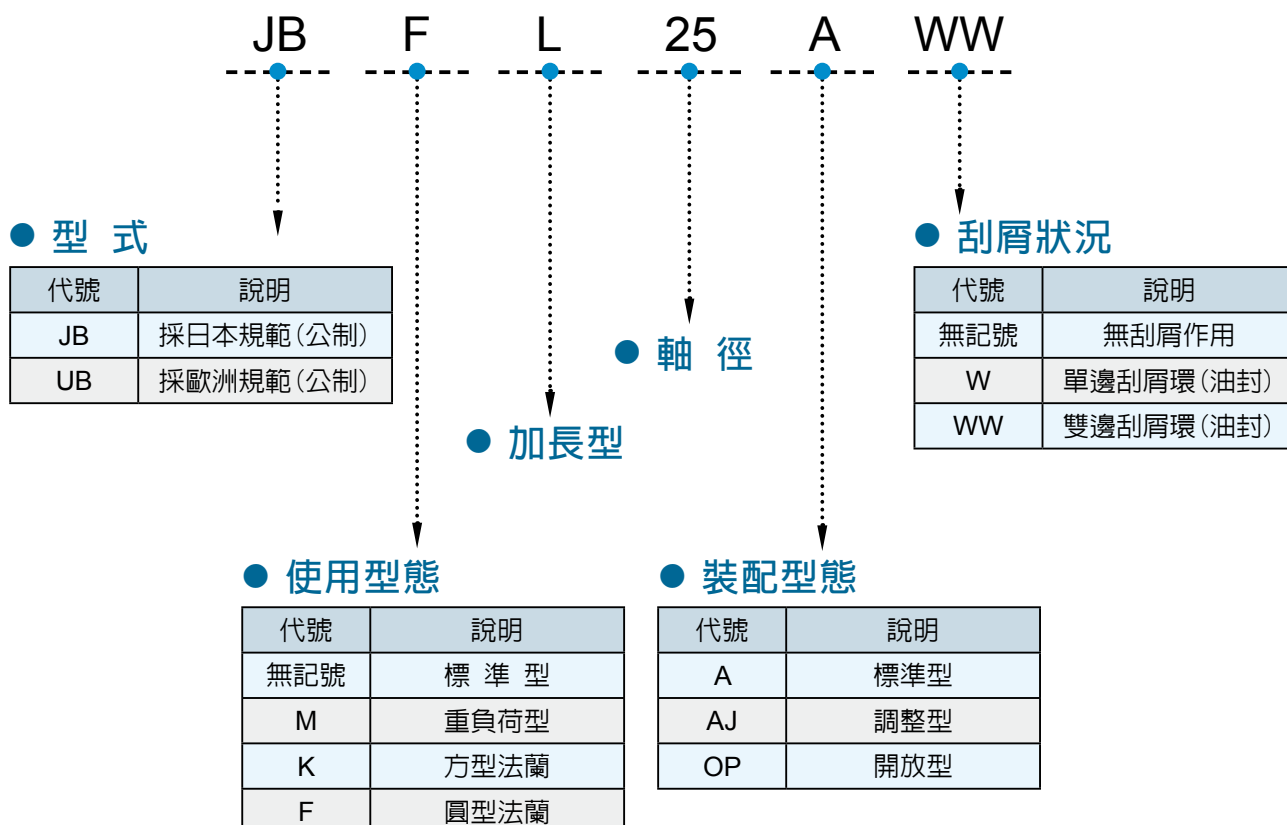 JB F L 25 A WW
● 型 式
代號 說明
JB 採日本規範(公制)
UB 採歐洲規範(公制)
● 刮屑狀況
代號 說明
無記號 無刮屑作用
W 單邊刮屑環(油封)
WW 雙邊刮屑環(油封)
● 軸 徑
● 加長型
● 使用型態
代號 說明
無記號 標 準 型
M 重負荷型
K 方型法蘭
F 圓型法蘭
● 裝配型態
代號 說明
A 標準型
AJ 調整型
OP 開放型